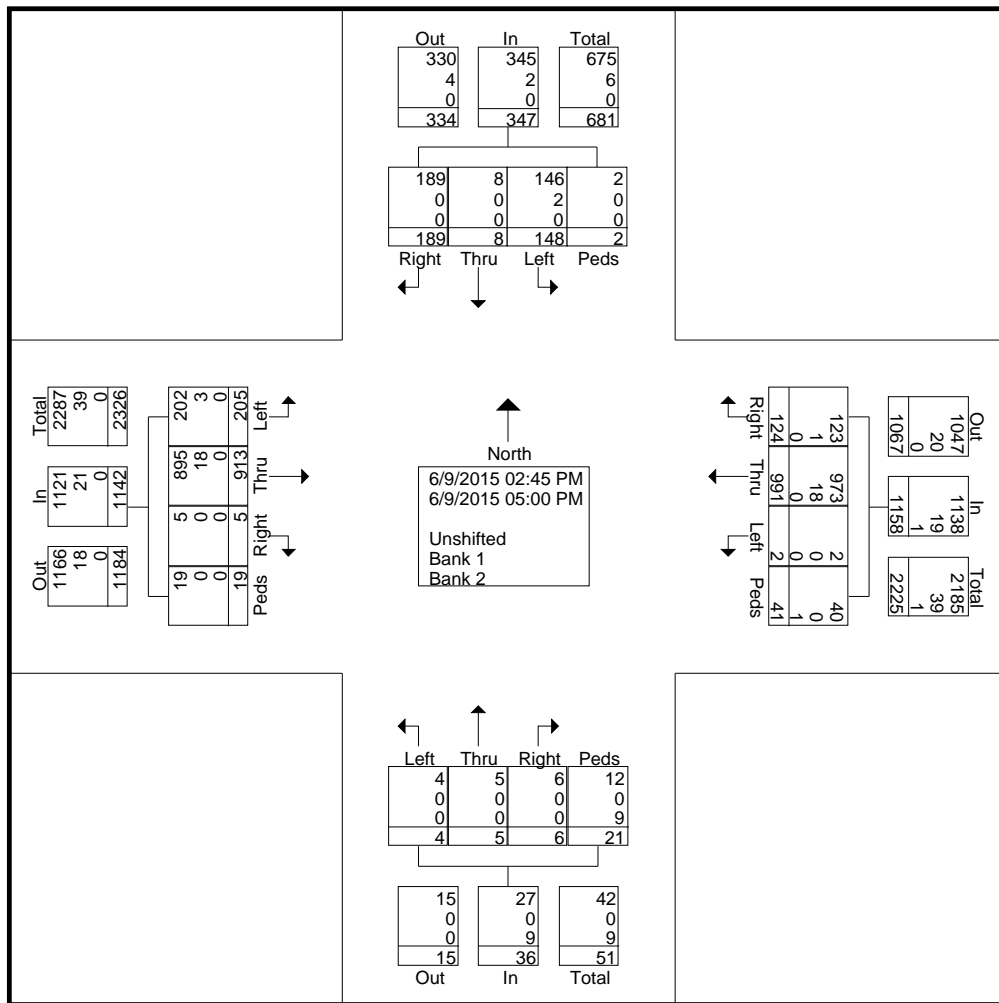 Out In Total
330 345 675
4 2 6
0 0 0
334 347 681
189 8 146 2
0 0 2 0
0 0 0 0
189 8 148 2
Right Thru Left Peds
Total
2287
39
0
2326
In
1121
21
0
1142
Out
1166
18
0
1184
202
3
0
205
Left
895
18
0
913
Thru
5
0
0
5
Right
19
0
0
19
Peds
North
6/9/2015 02:45 PM
6/9/2015 05:00 PM
Unshifted
Bank 1
Bank 2
Right
123
1
0
124
Thru
973
18
0
991
Left
2
0
0
2
Peds
40
0
1
41
Out
1047
20
0
1067
In
1138
19
1
1158
Total
2185
39
1
2225
Left Thru Right Peds
4 5 6 12
0 0 0 0
0 0 0 9
4 5 6 21
15 27 42
0 0 0
0 9 9
15 36 51
Out In Total